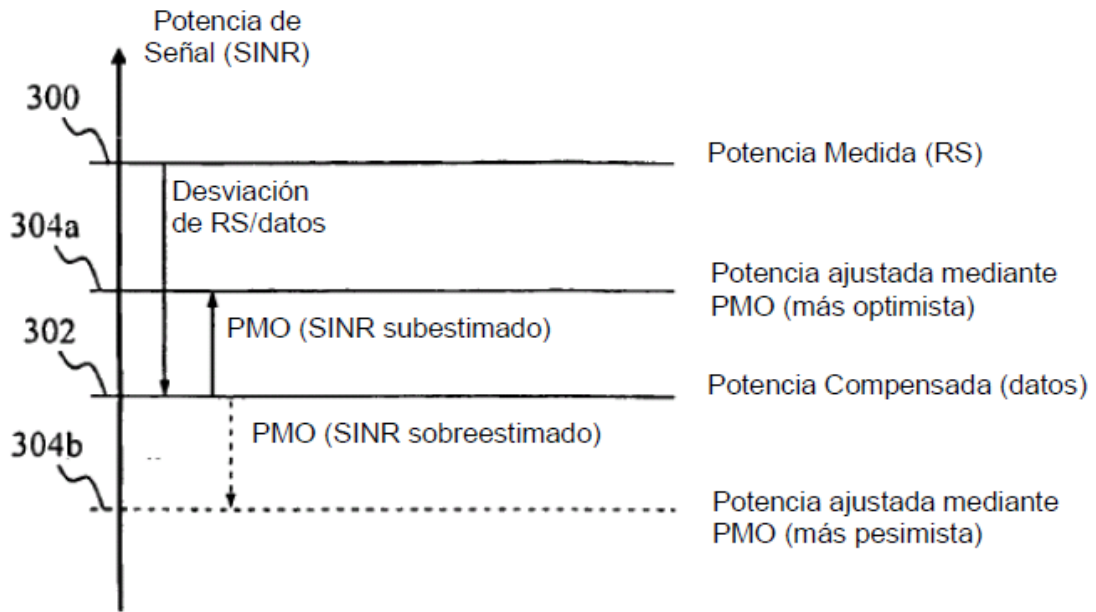 Potencia de
Señal (SINR)
300
Potencia Medida (RS)
Desviación
de RS/datos
304a
Potencia ajustada mediante
PMO (más optimista)
PMO (SINR subestimado)
302
Potencia Compensada (datos)
PMO (SINR sobreestimado)
304b
Potencia ajustada mediante
PMO (más pesimista)